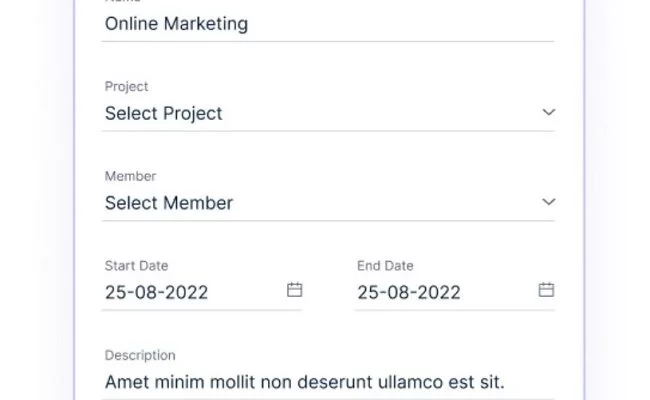 Name
Online Marketing
Project
Select Project
Member
Select Member
Start Date End Date
25-08-2022 25-08-2022
Description
Amet minim mollit non deserunt ullamco est sit.